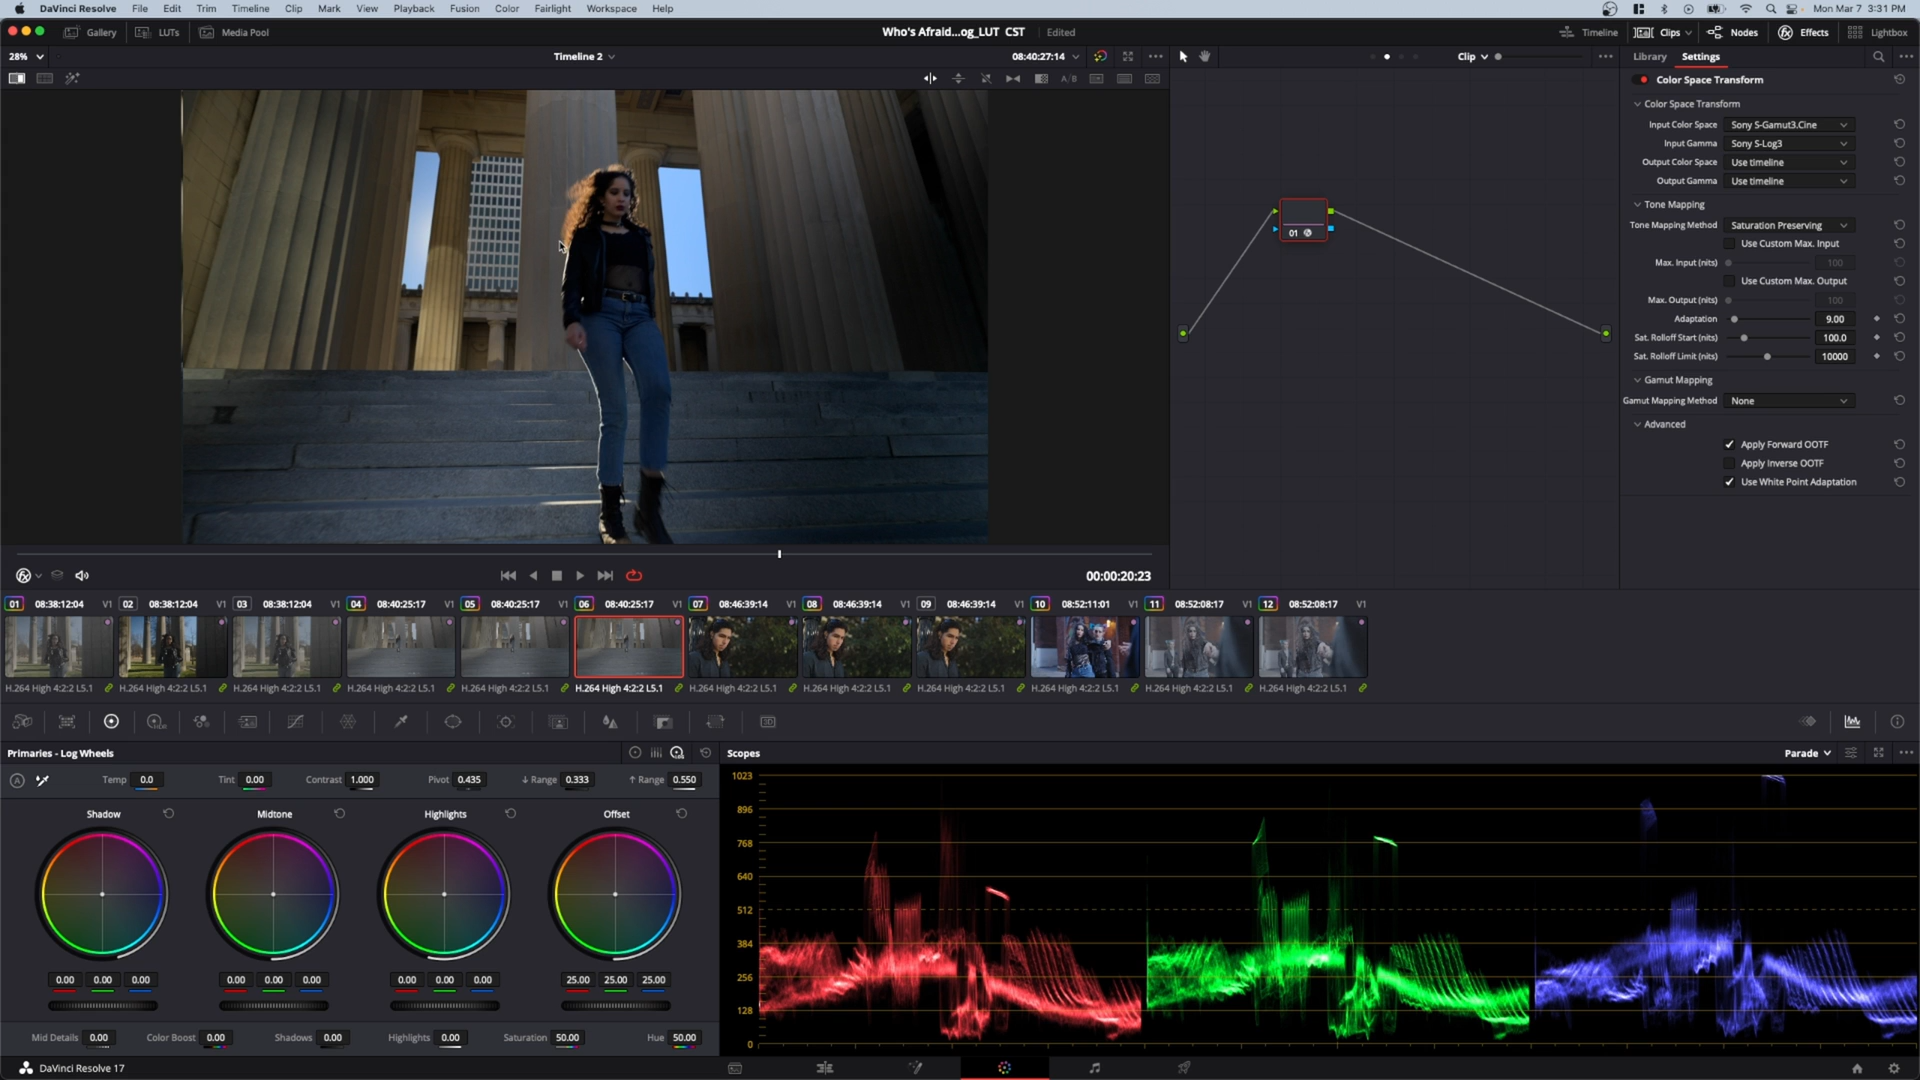 DaVinci Resolve File Edit Trim Timeline Clip Mark View Playback Fusion Color Fairlight Workspace Help Mon Mar 7 3:31 PM
Gallery LUTs Media Pool Who's Afraid...og_LUT CST Edited Timeline Clips Nodes Effects Lightbox
28% Timeline 2 08:40:27:14 Clip Library Settings
A/B
Color Space Transform
Color Space Transform
Input Color Space Sony S-Gamut3.Cine
Input Gamma Sony S-Log3
Output Color Space Use timeline
Output Gamma Use timeline
Tone Mapping
Tone Mapping Method Saturation Preserving
Use Custom Max. Input
Max. Input (nits) 100
Use Custom Max. Output
Max. Output (nits) 100
Adaptation 9.00
Sat. Rolloff Start (nits) 100.0
Sat. Rolloff Limit (nits) 10000
Gamut Mapping
Gamut Mapping Method None
Advanced
Apply Forward OOTF
Apply Inverse OOTF
Use White Point Adaptation
01
00:00:20:23
01 08:38:12:04 V1 02 08:38:12:04 V1 03 08:38:12:04 V1 04 08:40:25:17 V1 05 08:40:25:17 V1 06 08:40:25:17 V1 07 08:46:39:14 V1 08 08:46:39:14 V1 09 08:46:39:14 V1 10 08:52:11:01 V1 11 08:52:08:17 V1 12 08:52:08:17 V1
H.264 High 4:2:2 L5.1 H.264 High 4:2:2 L5.1 H.264 High 4:2:2 L5.1 H.264 High 4:2:2 L5.1 H.264 High 4:2:2 L5.1 H.264 High 4:2:2 L5.1 H.264 High 4:2:2 L5.1 H.264 High 4:2:2 L5.1 H.264 High 4:2:2 L5.1 H.264 High 4:2:2 L5.1 H.264 High 4:2:2 L5.1 H.264 High 4:2:2 L5.1
HDR
3D
Primaries - Log Wheels Scopes Parade
A Temp 0.0 Tint 0.00 Contrast 1.000 Pivot 0.435 ↓ Range 0.333 ↑ Range 0.550
Shadow Midtone Highlights Offset
0.00 0.00 0.00 0.00 0.00 0.00 0.00 0.00 0.00 25.00 25.00 25.00
Mid Details 0.00 Color Boost 0.00 Shadows 0.00 Highlights 0.00 Saturation 50.00 Hue 50.00
1023
896
768
640
512
384
256
128
0
DaVinci Resolve 17